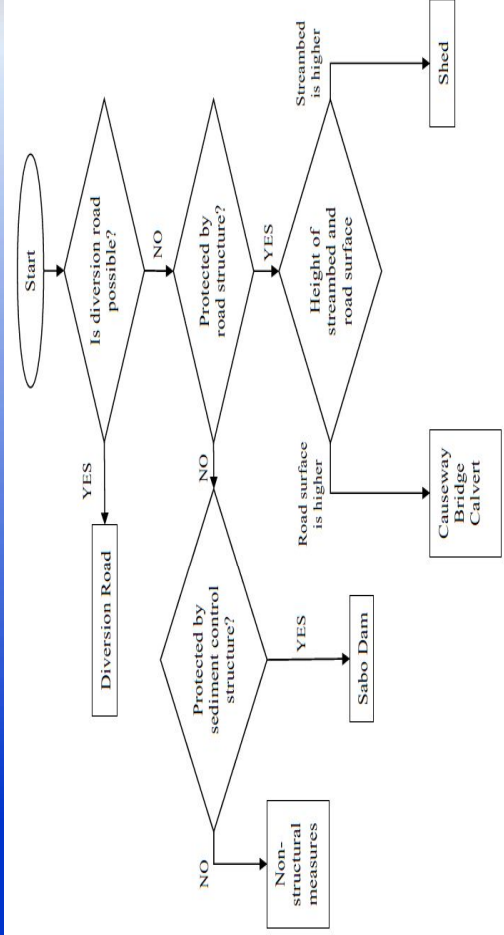 Start
Is diversion road
possible?
YES
NO
Diversion Road
Protected by
road structure?
NO
YES
Protected by
sediment control
structure?
Height of
streambed and
road surface
NO
YES
Road surface
is higher
Streambed
is higher
Non-
structural
measures
Sabo Dam
Causeway
Bridge
Calvert
Shed